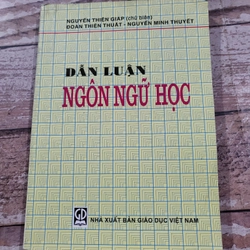 NGUYỄN THIỆN GIÁP (chủ biên)
ĐOÀN THIỆN THUẬT - NGUYỄN MINH THUYẾT
DẪN LUẬN
NGÔN NGỮ HỌC
NHÀ XUẤT BẢN GIÁO DỤC VIỆT NAM